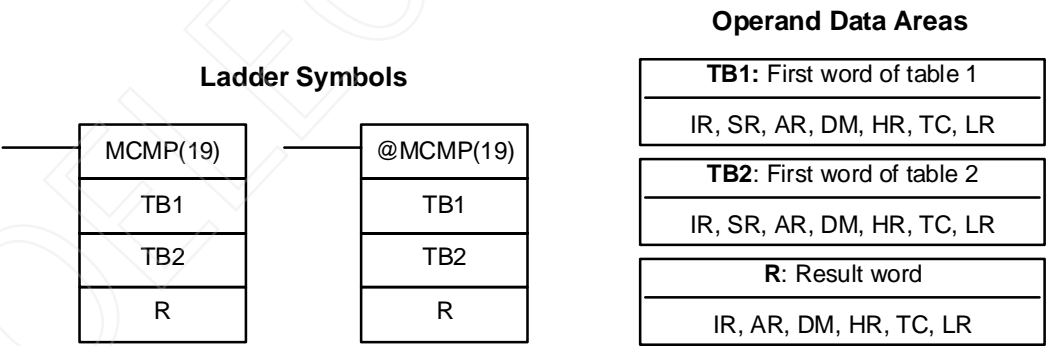 Operand Data Areas
Ladder Symbols
MCMP(19)
TB1
TB2
R
@MCMP(19)
TB1
TB2
R
TB1: First word of table 1
IR, SR, AR, DM, HR, TC, LR
TB2: First word of table 2
IR, SR, AR, DM, HR, TC, LR
R: Result word
IR, AR, DM, HR, TC, LR